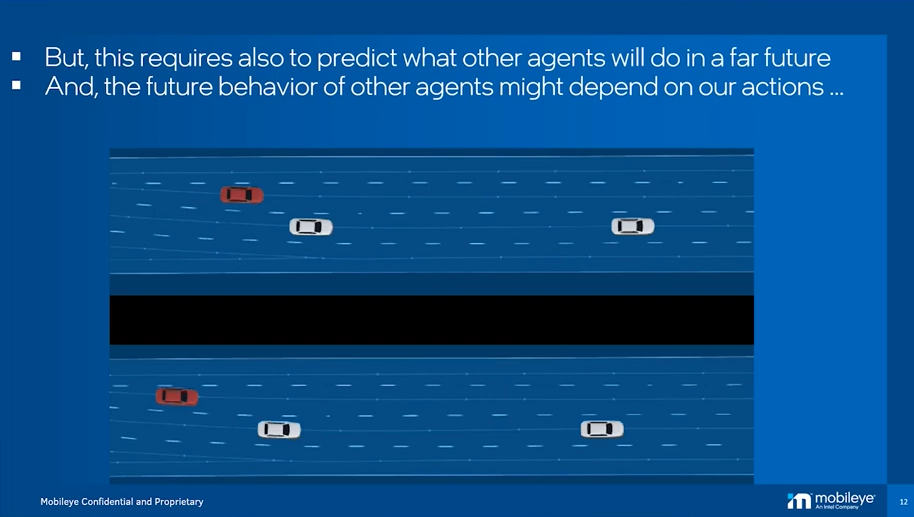 But, this requires also to predict what other agents will do in a far future
And, the future behavior of other agents might depend on our actions ...
Mobileye Confidential and Proprietary
mobileye™
An Intel Company
12